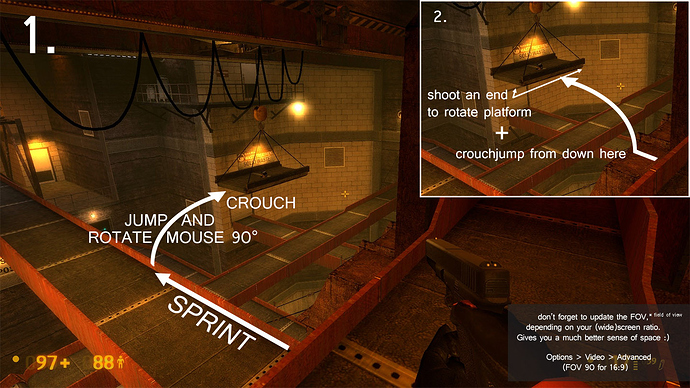 1.
CROUCH
JUMP AND
ROTATE MOUSE 90°
SPRINT
97+ 88
2.
shoot an end
to rotate platform
+
crouchjump from down here
don't forget to update the FOV,* field of view
depending on your (wide)screen ratio.
Gives you a much better sense of space :)
Options > Video > Advanced
(FOV 90 for 16:9)